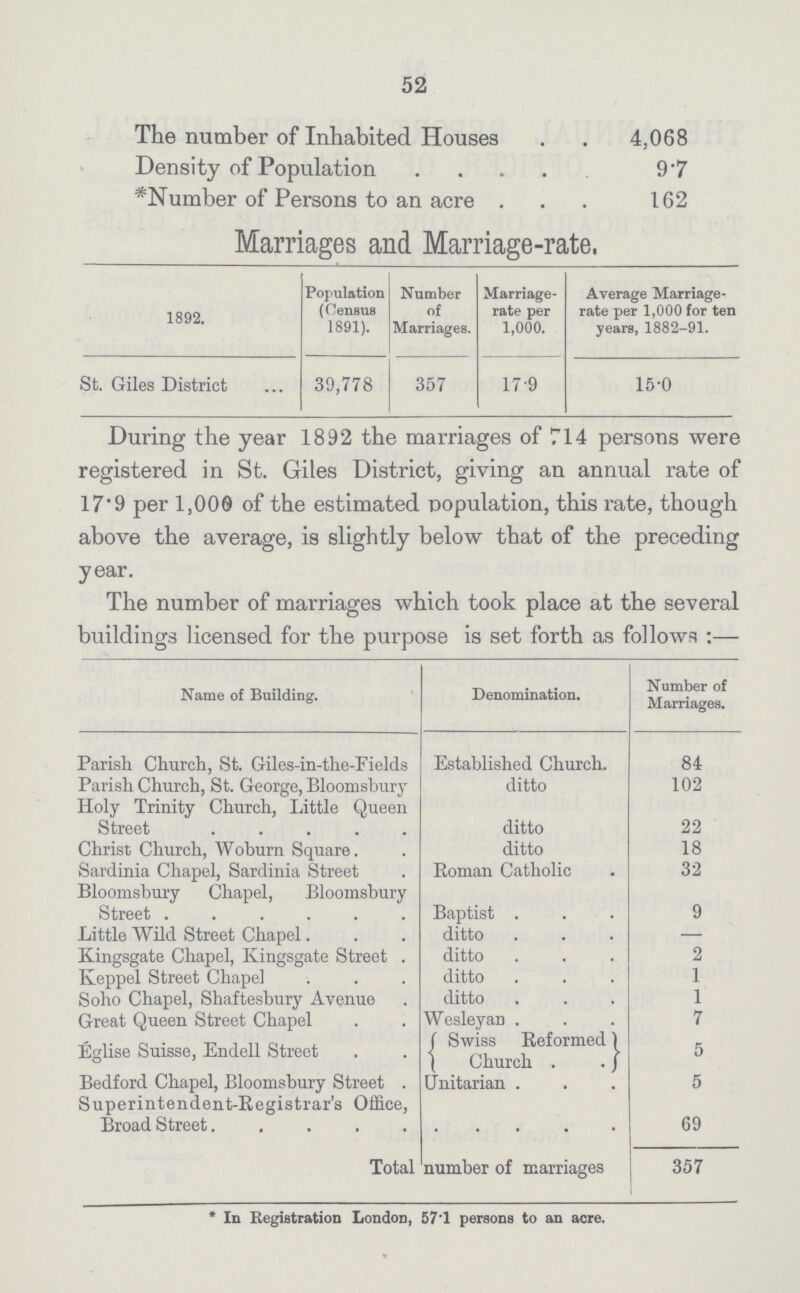 52
The number of Inhabited Houses . . 4,068
Density of Population . . . . 9·7
*Number of Persons to an acre . . . 162
Marriages and Marriage-rate.
1892. Population (Census 1891). Number of Marriages. Marriage-rate per 1,000. Average Marriage-rate per 1,000 for ten years, 1882-91.
St. Giles District ... 39,778 357 17·9 15·0
During the year 1892 the marriages of 714 persons were
registered in St. Giles District, giving an annual rate of
17·9 per 1,000 of the estimated population, this rate, though
above the average, is slightly below that of the preceding
year.
The number of marriages which took place at the several
buildings licensed for the purpose is set forth as follows :—
Name of Building. Denomination. Number of Marriages.
Parish Church, St. Giles-in-the-Fields Established Church. 84
Parish Church, St. George, Bloomsbury ditto 102
Holy Trinity Church, Little Queen
Street . . . . . ditto 22
Christ Church, Woburn Square . . ditto 18
Sardinia Chapel, Sardinia Street . Roman Catholic . 32
Bloomsbury Chapel, Bloomsbury
Street . . . . . . Baptist . . . 9
Little Wild Street Chapel . . . ditto . . . —
Kingsgate Chapel, Kingsgate Street . ditto . . . 2
Keppel Street Chapel . . . ditto . . . 1
Soho Chapel, Shaftesbury Avenue . ditto . . . 1
Great Queen Street Chapel . . Wesleyan . . . 7
Église Suisse, Endell Street . . { Swiss Reformed Church . . } 5
Bedford Chapel, Bloomsbury Street . Unitarian . . . 5
Superintendent-Registrar's Office,
Broad Street . . . . . . . . . . 69
Total number of marriages 357
* In Registration London, 57·1 persons to an acre.